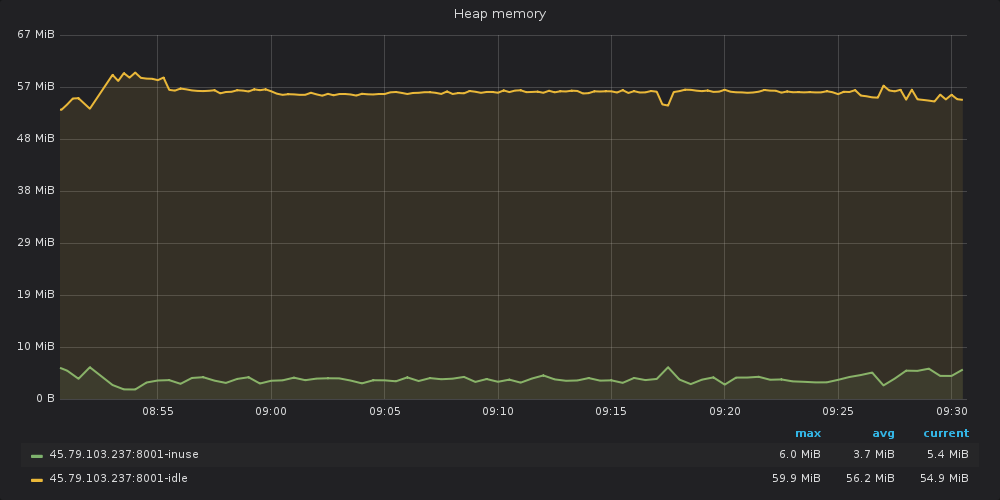 Heap memory
67 MiB
57 MiB
48 MiB
38 MiB
29 MiB
19 MiB
10 MiB
0 B
08:55 09:00 09:05 09:10 09:15 09:20 09:25 09:30
max avg current
45.79.103.237:8001-inuse 6.0 MiB 3.7 MiB 5.4 MiB
45.79.103.237:8001-idle 59.9 MiB 56.2 MiB 54.9 MiB